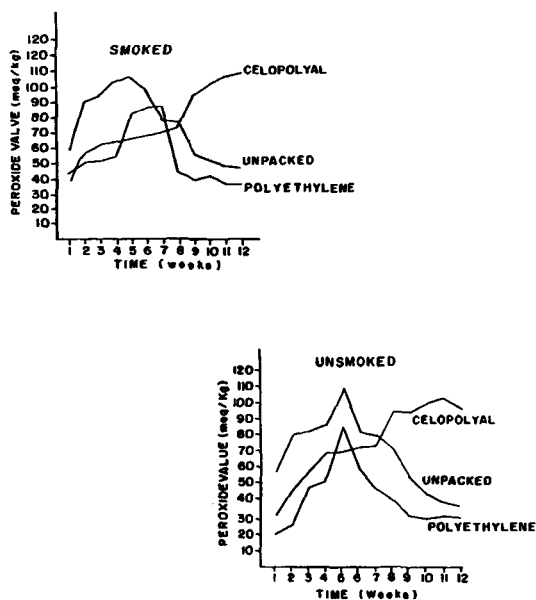 SMOKED
120
110
100
90
80
70
60
50
40
30
20
10
PEROXIDE VALVE (meq/kg)
CELOPOLYAL
UNPACKED
POLYETHYLENE
1 2 3 4 5 6 7 8 9 10 11 12
TIME (weeks)
UNSMOKED
120
110
100
90
80
70
60
50
40
30
20
10
PEROXIDEVALUE (meq/Kg)
CELOPOLYAL
UNPACKED
POLYETHYLENE
1 2 3 4 6 6 7 8 9 10 11 12
TIME (Weeks)